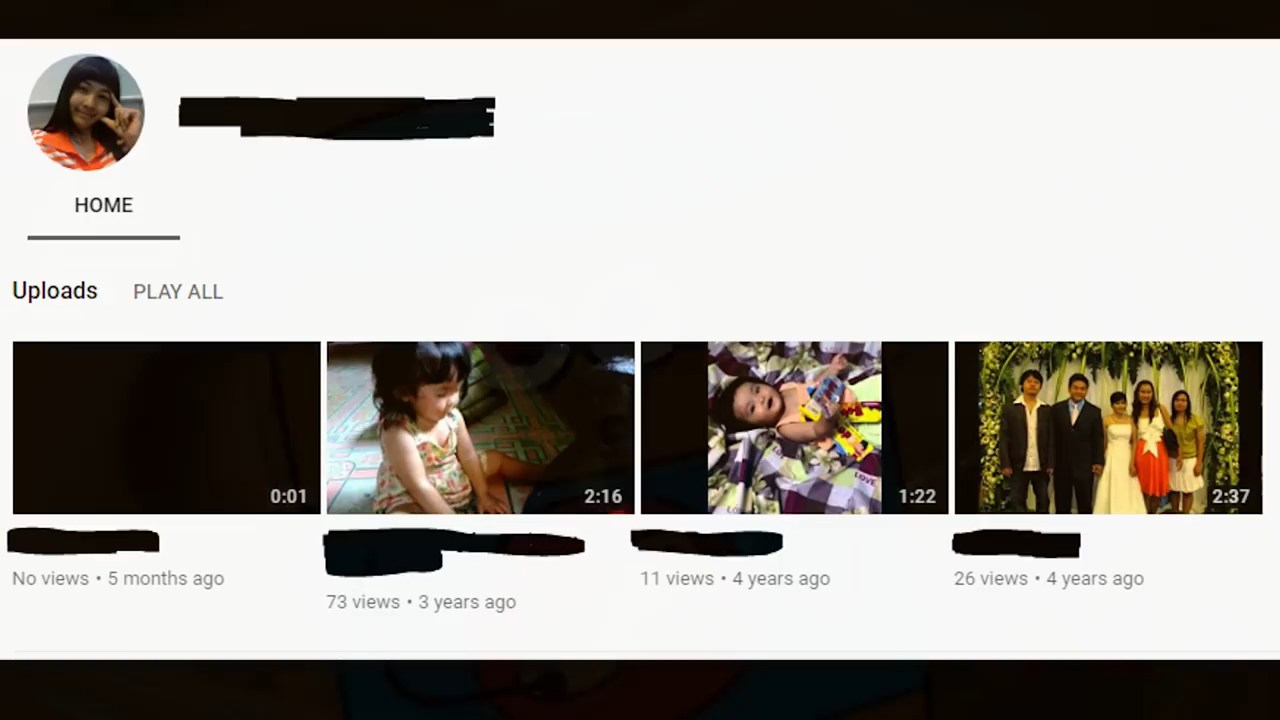 HOME
Uploads PLAY ALL
0:01 2:16 1:22 2:37
LOVE
No views • 5 months ago
73 views • 3 years ago
11 views • 4 years ago
26 views • 4 years ago